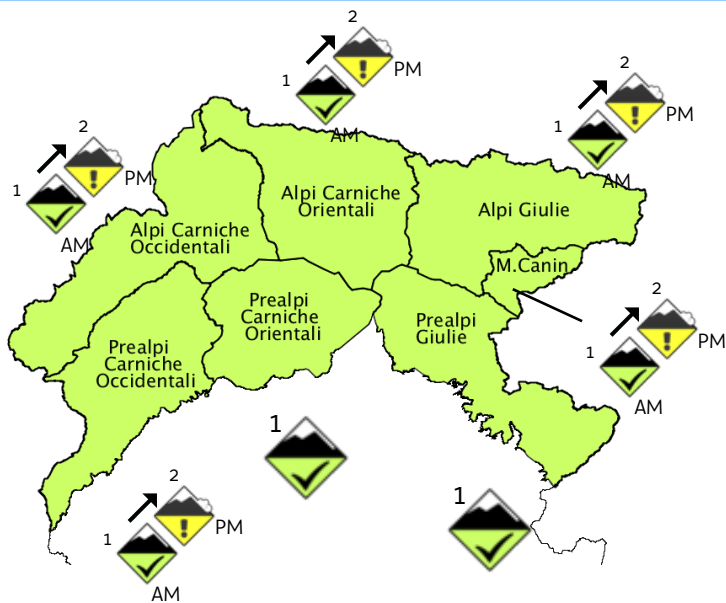 2
1
PM
AM
2
1
PM
AM
2
1
PM
AM
Alpi Carniche
Orientali
Alpi Giulie
Alpi Carniche
Occidentali
M.Canin
Prealpi
Carniche
Orientali
Prealpi
Giulie
Prealpi
Carniche
Occidentali
2
1
PM
AM
1
2
1
PM
AM
1